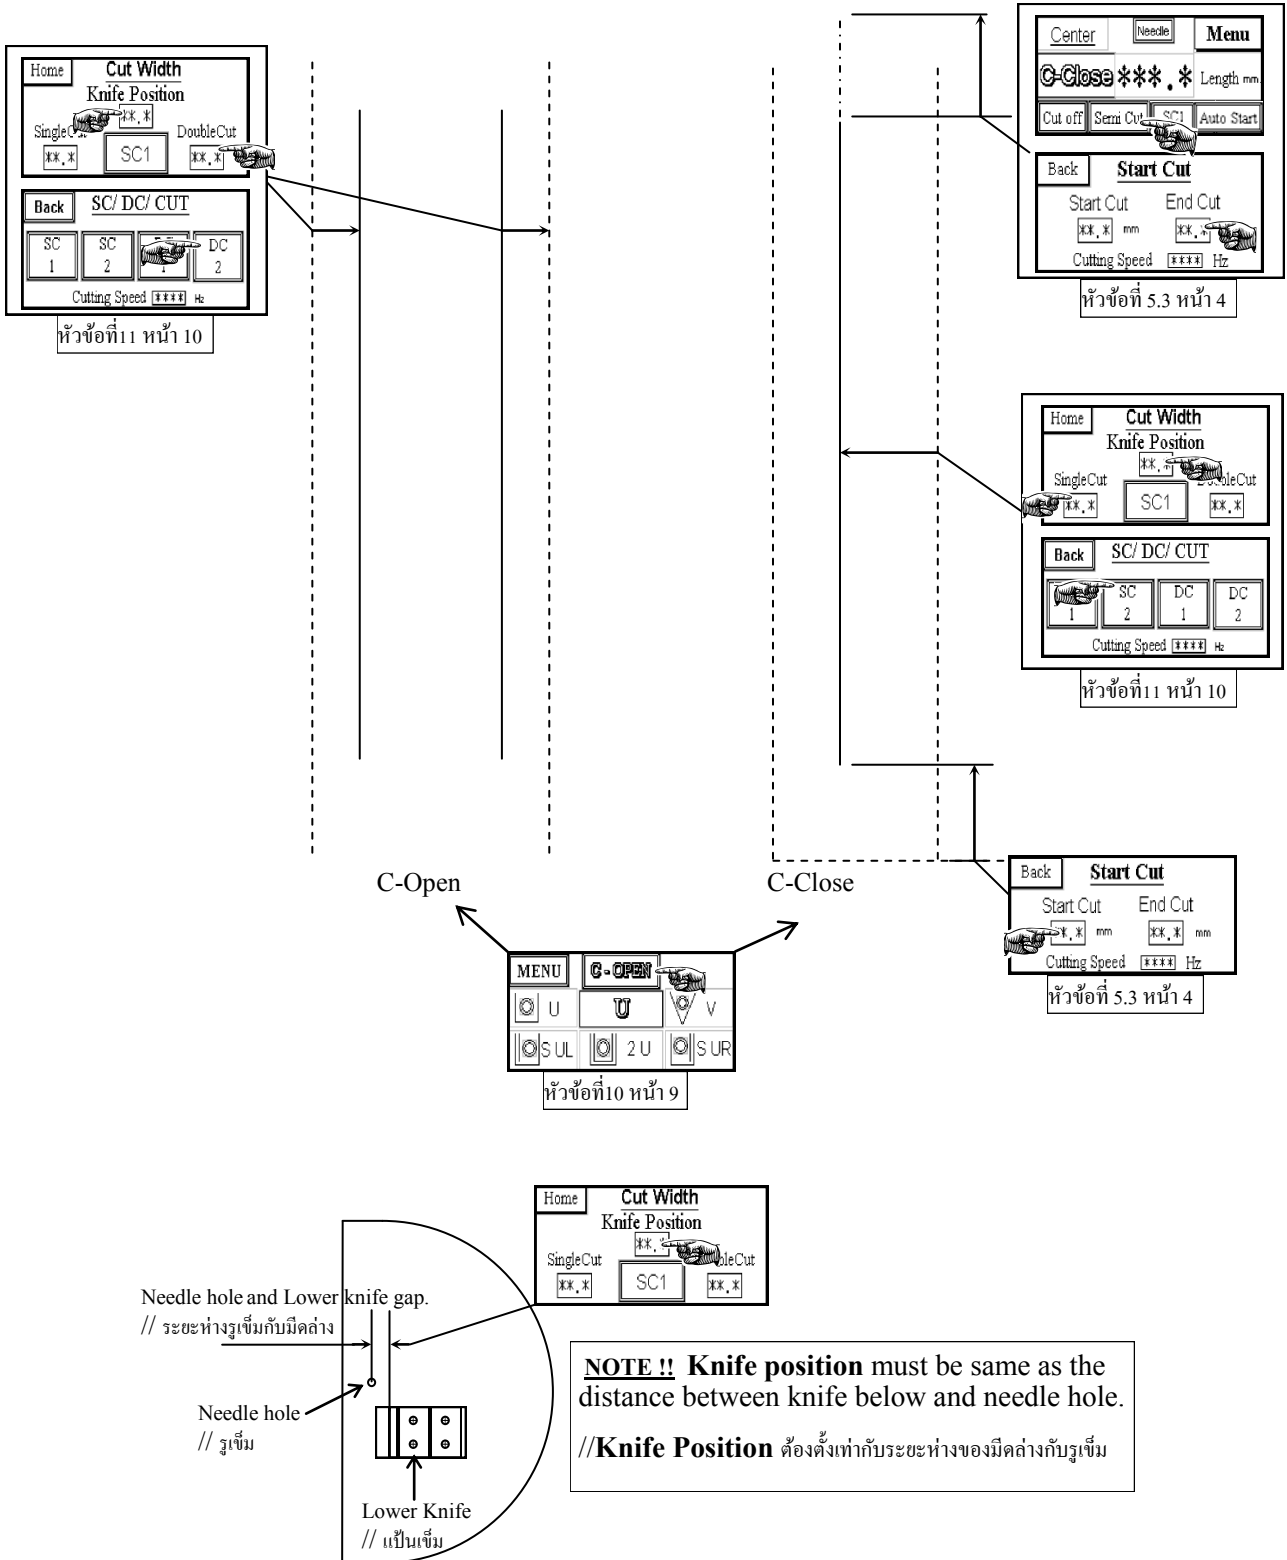 Home
Cut Width
Knife Position
**.*
DoubleCut
**.*
SC1
**.*
Back
SC/ DC/ CUT
SC 1
SC 2
DC 2
Cutting Speed **** Hz
หัวข้อที่11 หน้า 10
Center
Needle
Menu
C-Close
***.*
Length mm.
Cut off
Semi Cut
SC1
Auto Start
Back
Start Cut
Start Cut
End Cut
**.* mm
Cutting Speed **** Hz
หัวข้อที่ 5.3 หน้า 4
Home
Cut Width
Knife Position
SingleCut
**.*
SC1
**.*
Back
SC/ DC/ CUT
1
SC 2
DC 1
DC 2
Cutting Speed **** Hz
หัวข้อที่11 หน้า 10
C-Open
C-Close
Back
Start Cut
Start Cut
End Cut
mm
**.* mm
Cutting Speed **** Hz
หัวข้อที่ 5.3 หน้า 4
MENU
C - OPEN
U
U
V
S UL
2 U
S UR
หัวข้อที่10 หน้า 9
Home
Cut Width
Knife Position
SingleCut
**.*
SC1
**.*
Needle hole and Lower knife gap.
// ระยะห่างรูเข็มกับมีดล่าง
Needle hole
// รูเข็ม
Lower Knife
// แป้นเข็ม
NOTE !! Knife position must be same as the
distance between knife below and needle hole.
//Knife Position ต้องตั้งเท่ากับระยะห่างของมีดล่างกับรูเข็ม